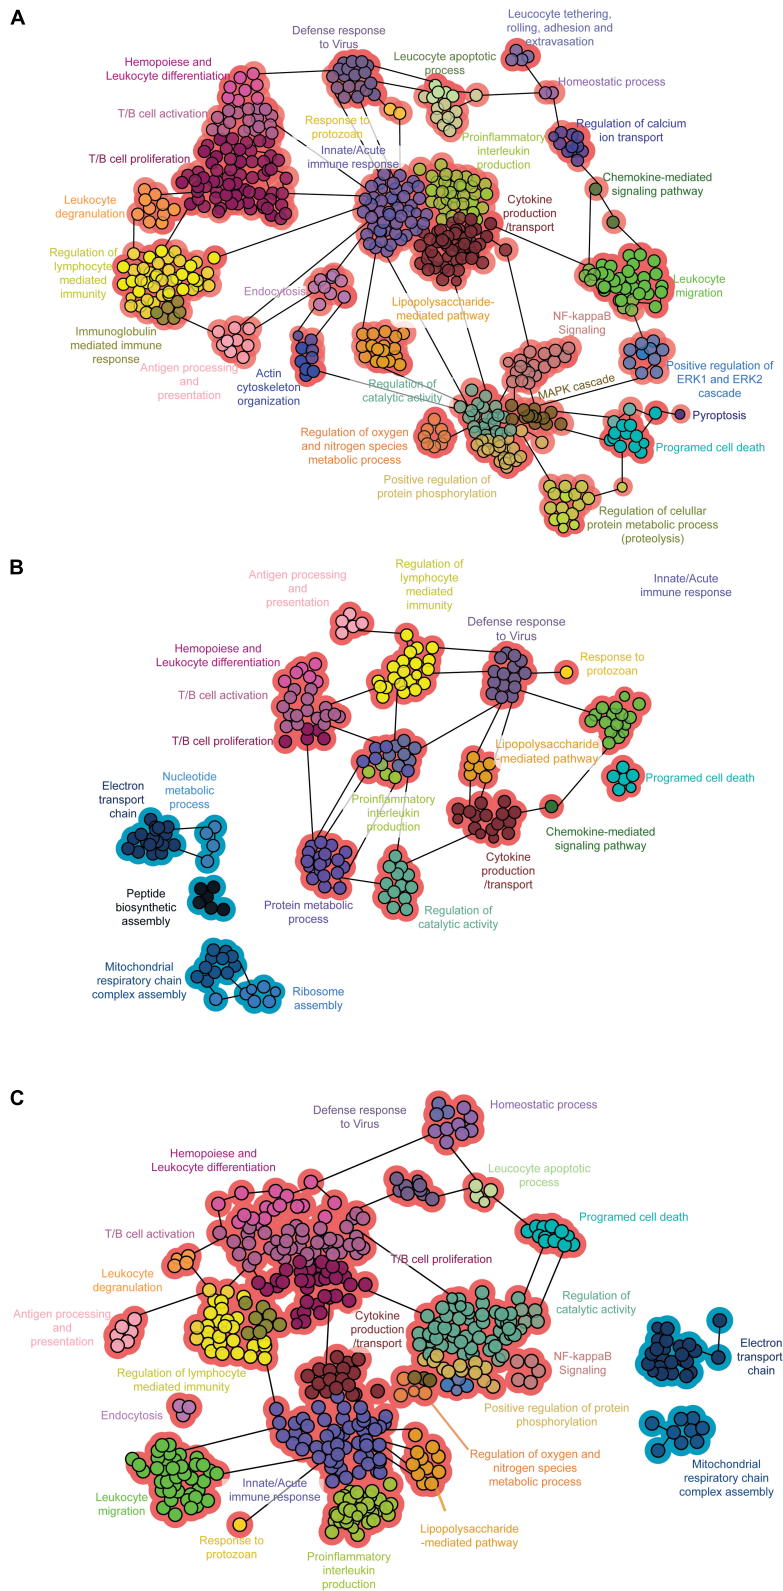 A
Leucocyte tethering,
rolling, adhesion and
extravasation
Defense response
to Virus
Leucocyte apoptotic
process
Hemopoiese and
Leukocyte differentiation
Homeostatic process
T/B cell activation
Response to
protozoan
Regulation of calcium
ion transport
Proinflammatory
interleukin
production
Innate/Acute
immune response
T/B cell proliferation
Chemokine-mediated
signaling pathway
Leukocyte
degranulation
Cytokine
production
/transport
Regulation of
lymphocyte
mediated
immunity
Leukocyte
migration
Endocytosis
Lipopolysaccharide-
mediated pathway
NF-kappaB
Signaling
Immunoglobulin
mediated immune
response
Antigen processing
and
presentation
Actin
cytoskeleton
organization
Regulation of
catalytic activity
MAPK cascade
Positive regulation of
ERK1 and ERK2
cascade
Pyroptosis
Regulation of oxygen
and nitrogen species
metabolic process
Programed cell death
Positive regulation of
protein phosphorylation
Regulation of celullar
protein metabolic process
(proteolysis)
B
Antigen processing
and
presentation
Regulation of
lymphocyte
mediated
immunity
Innate/Acute
immune response
Defense response
to Virus
Hemopoiese and
Leukocyte differentiation
Response to
protozoan
T/B cell activation
T/B cell proliferation
Lipopolysaccharide
-mediated pathway
Electron
transport
chain
Nucleotide
metabolic
process
Programed cell death
Proinflammatory
interleukin
production
Chemokine-mediated
signaling pathway
Cytokine
production
/transport
Peptide
biosynthetic
assembly
Protein metabolic
process
Regulation of
catalytic activity
Mitochondrial
respiratory chain
complex assembly
Ribosome
assembly
C
Defense response
to Virus
Homeostatic process
Hemopoiese and
Leukocyte differentiation
Leucocyte apoptotic
process
Programed cell death
T/B cell activation
T/B cell proliferation
Leukocyte
degranulation
Regulation of
catalytic activity
Antigen processing
and
presentation
Cytokine
production
/transport
Electron
transport
chain
NF-kappaB
Signaling
Regulation of lymphocyte
mediated immunity
Endocytosis
Positive regulation of protein
phosphorylation
Regulation of oxygen and
nitrogen species
metabolic process
Mitochondrial
respiratory chain
complex assembly
Innate/Acute
immune response
Leukocyte
migration
Lipopolysaccharide
-mediated pathway
Response to
protozoan
Proinflammatory
interleukin
production